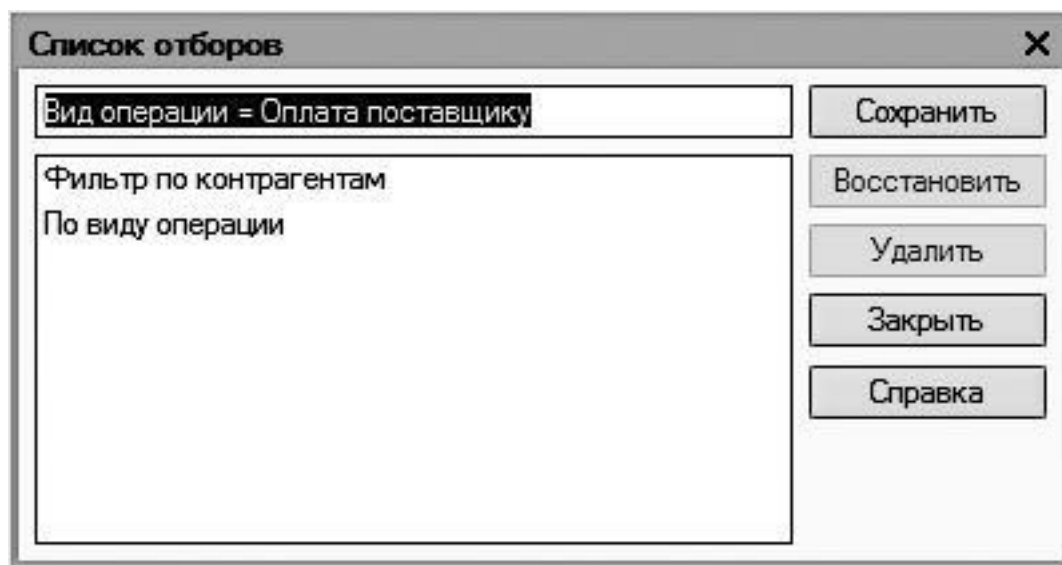 Список отборов
Вид операции = Оплата поставщику
Сохранить
Фильтр по контрагентам
Восстановить
По виду операции
Удалить
Закрыть
Справка